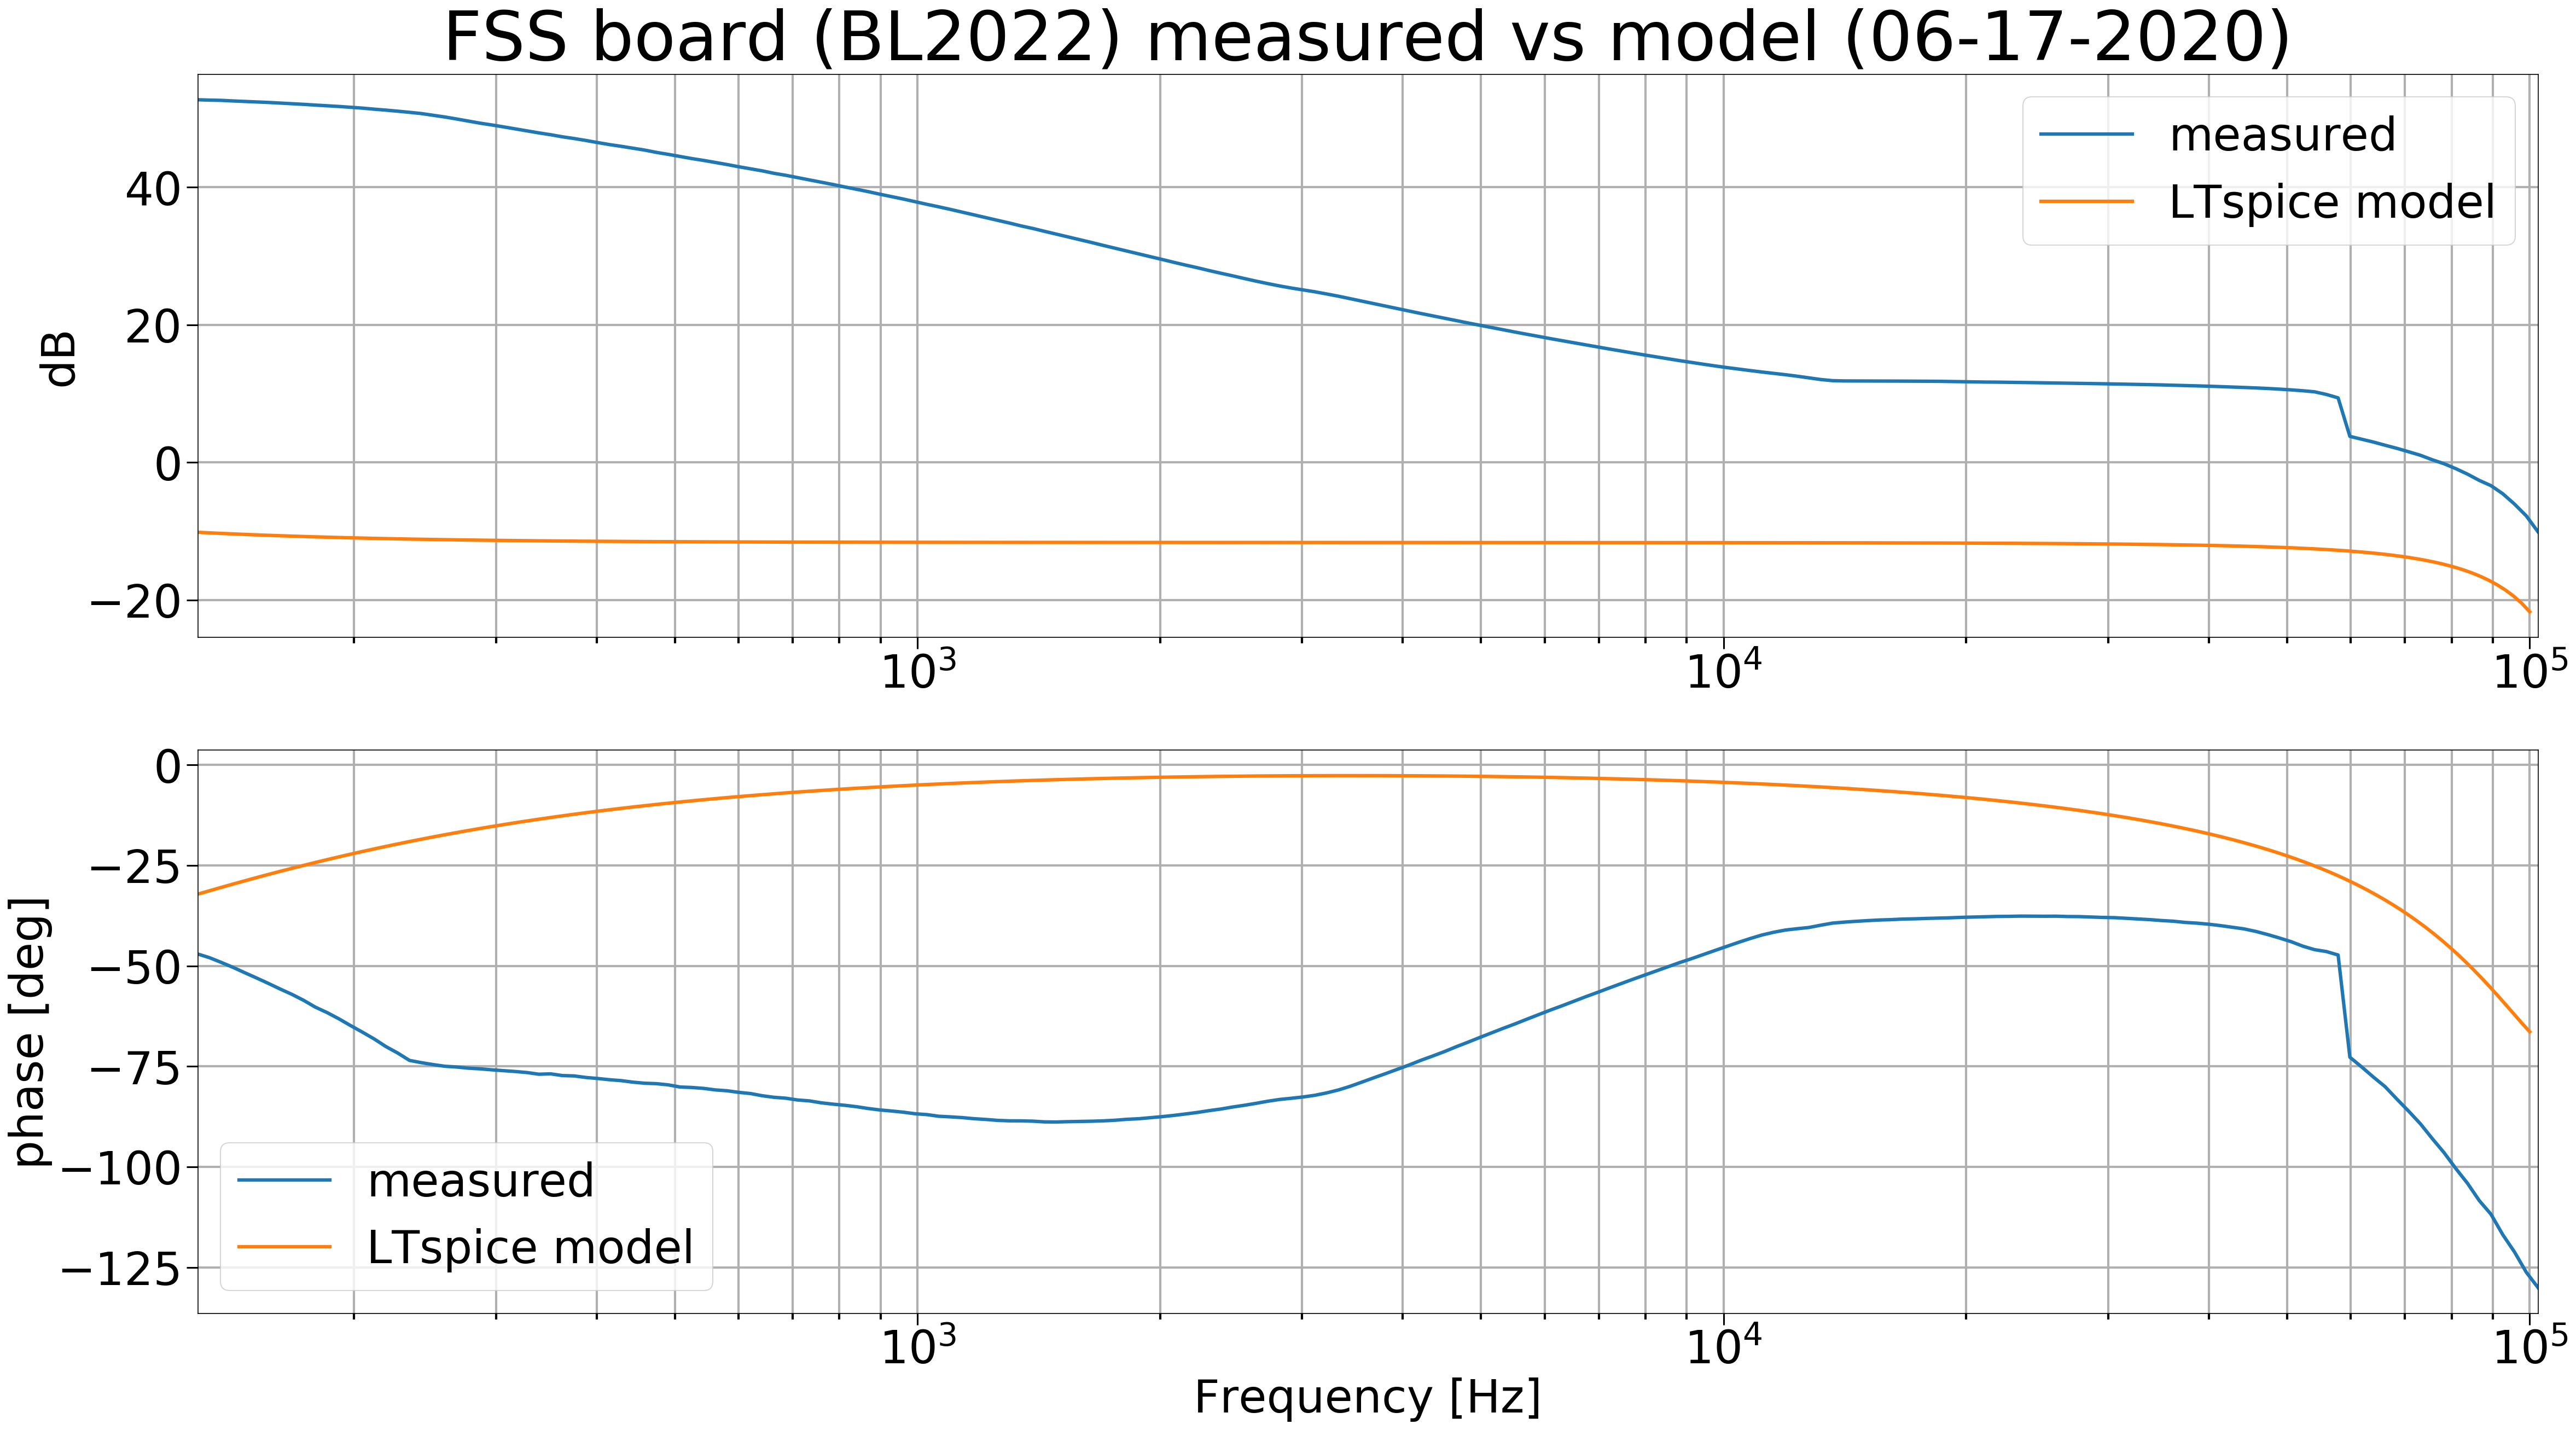 FSS board (BL2022) measured vs model (06-17-2020)
measured
LTspice model
dB
40
20
0
−20
10³
10⁴
10⁵
phase [deg]
0
−25
−50
−75
−100
−125
measured
LTspice model
10³
10⁴
10⁵
Frequency [Hz]